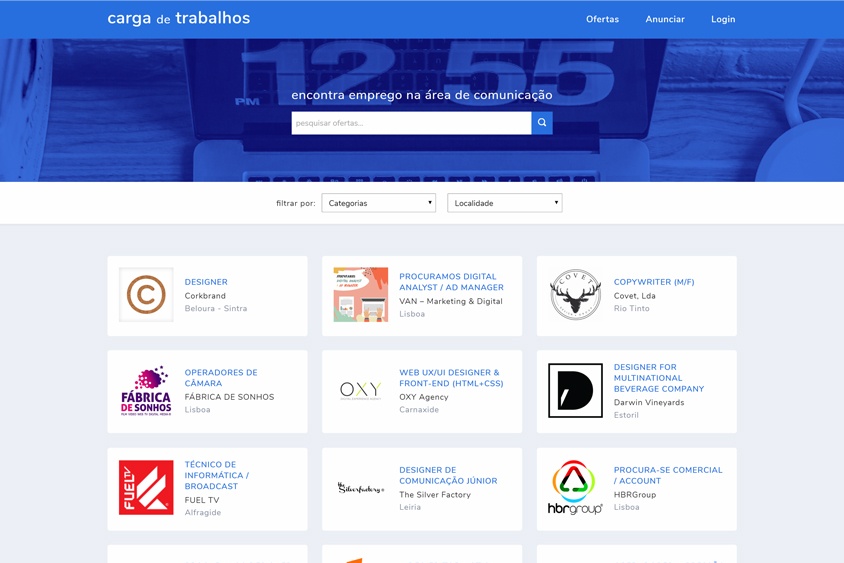 carga de trabalhos
Ofertas
Anunciar
Login
12 55
PM
encontra emprego na área de comunicação
pesquisar ofertas...
filtrar por:
Categorias
Localidade
DESIGNER
Corkbrand
Beloura - Sintra
PROCURAMOS DIGITAL
ANALYST / AD MANAGER
VAN – Marketing & Digital
Lisboa
COVET
COPYWRITER (M/F)
Covet, Lda
Rio Tinto
FÁBRICA
DE SONHOS
OPERADORES DE
CÂMARA
FÁBRICA DE SONHOS
Lisboa
OXY
WEB UX/UI DESIGNER &
FRONT-END (HTML+CSS)
OXY Agency
Carnaxide
D
DESIGNER FOR
MULTINATIONAL
BEVERAGE COMPANY
Darwin Vineyards
Estoril
FUEL TV
TÉCNICO DE
INFORMÁTICA /
BROADCAST
FUEL TV
Alfragide
the Silverfactory
DESIGNER DE
COMUNICAÇÃO JÚNIOR
The Silver Factory
Leiria
hbrgroup
PROCURA-SE COMERCIAL
/ ACCOUNT
HBRGroup
Lisboa